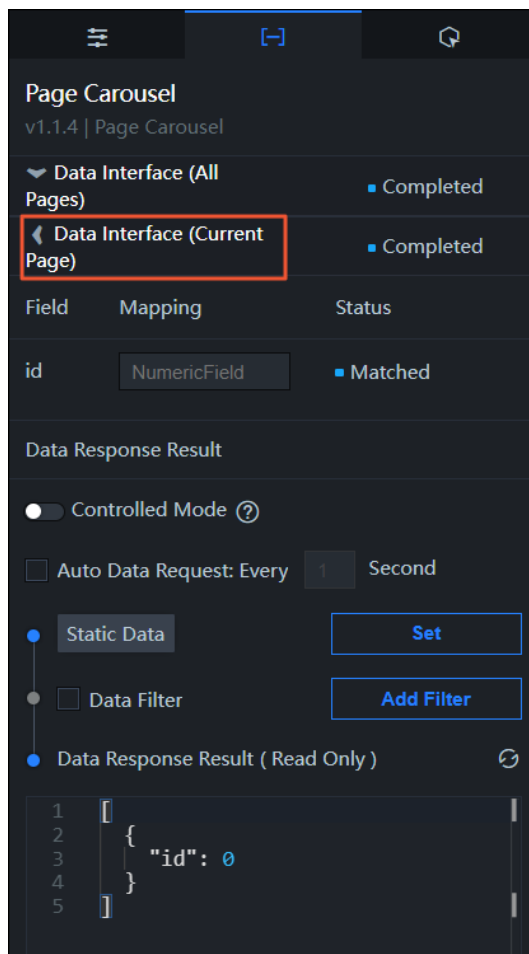 [-]
Page Carousel
v1.1.4 | Page Carousel
Data Interface (All
Pages)
Completed
Data Interface (Current
Page)
Completed
Field Mapping Status
id NumericField Matched
Data Response Result
Controlled Mode ?
Auto Data Request: Every 1 Second
Static Data Set
Data Filter Add Filter
Data Response Result ( Read Only )
1 [
2 {
3 "id": 0
4 }
5 ]